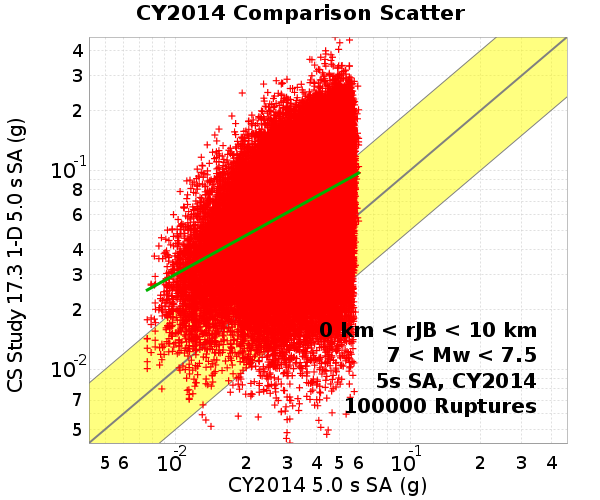 CY2014 Comparison Scatter
CS Study 17.3 1-D 5.0 s SA (g)
4
3
2
10-1
8
6
4
3
2
10-2
7
5
0 km < rJB < 10 km
7 < Mw < 7.5
5s SA, CY2014
100000 Ruptures
5 6 10-2 2 3 4 5 6 10-1 2 3 4
CY2014 5.0 s SA (g)